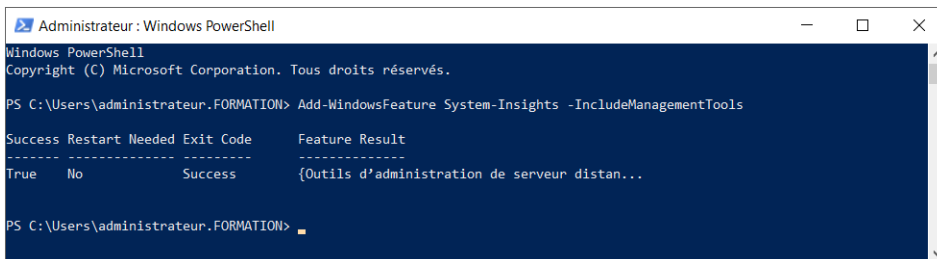 Administrateur : Windows PowerShell
Windows PowerShell
Copyright (C) Microsoft Corporation. Tous droits réservés.
PS C:\Users\administrateur.FORMATION> Add-WindowsFeature System-Insights -IncludeManagementTools
Success Restart Needed Exit Code      Feature Result
------- -------------- ---------      --------------
True    No             Success        {Outils d’administration de serveur distan...
PS C:\Users\administrateur.FORMATION>